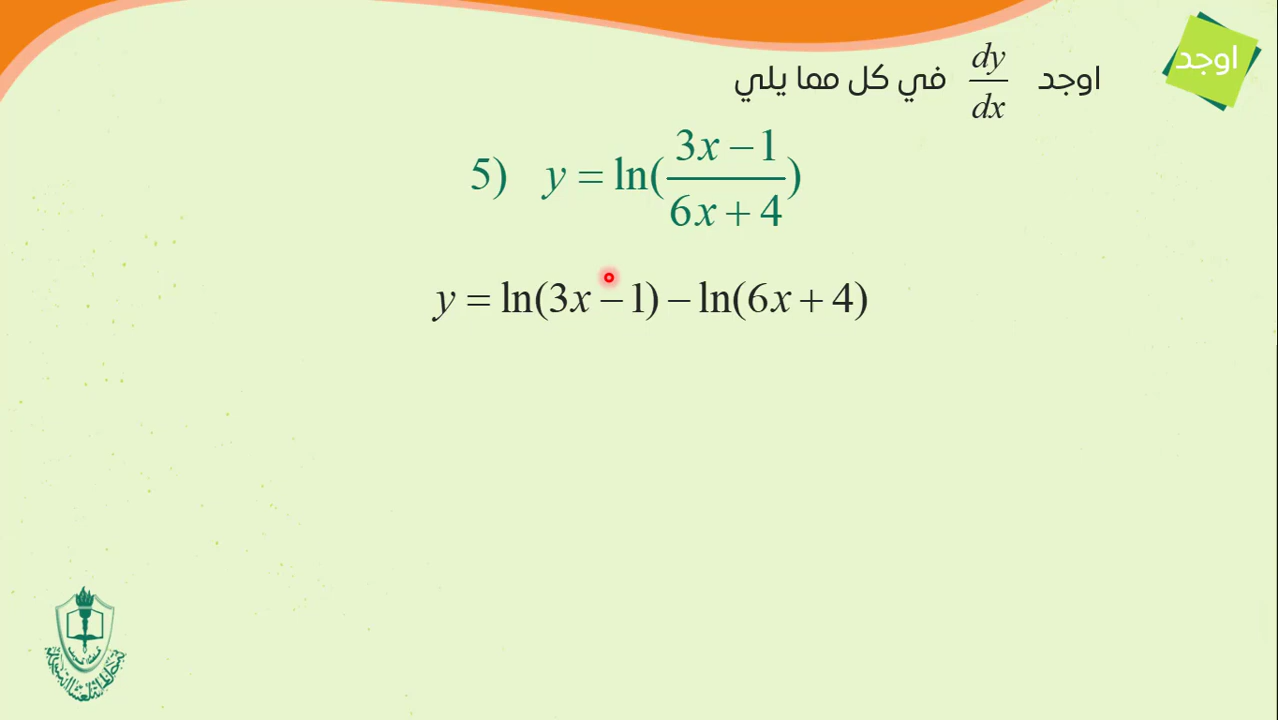 اوجد
اوجد dy/dx في كل مما يلي
5) y = ln((3x − 1)/(6x + 4))
y = ln(3x − 1) − ln(6x + 4)